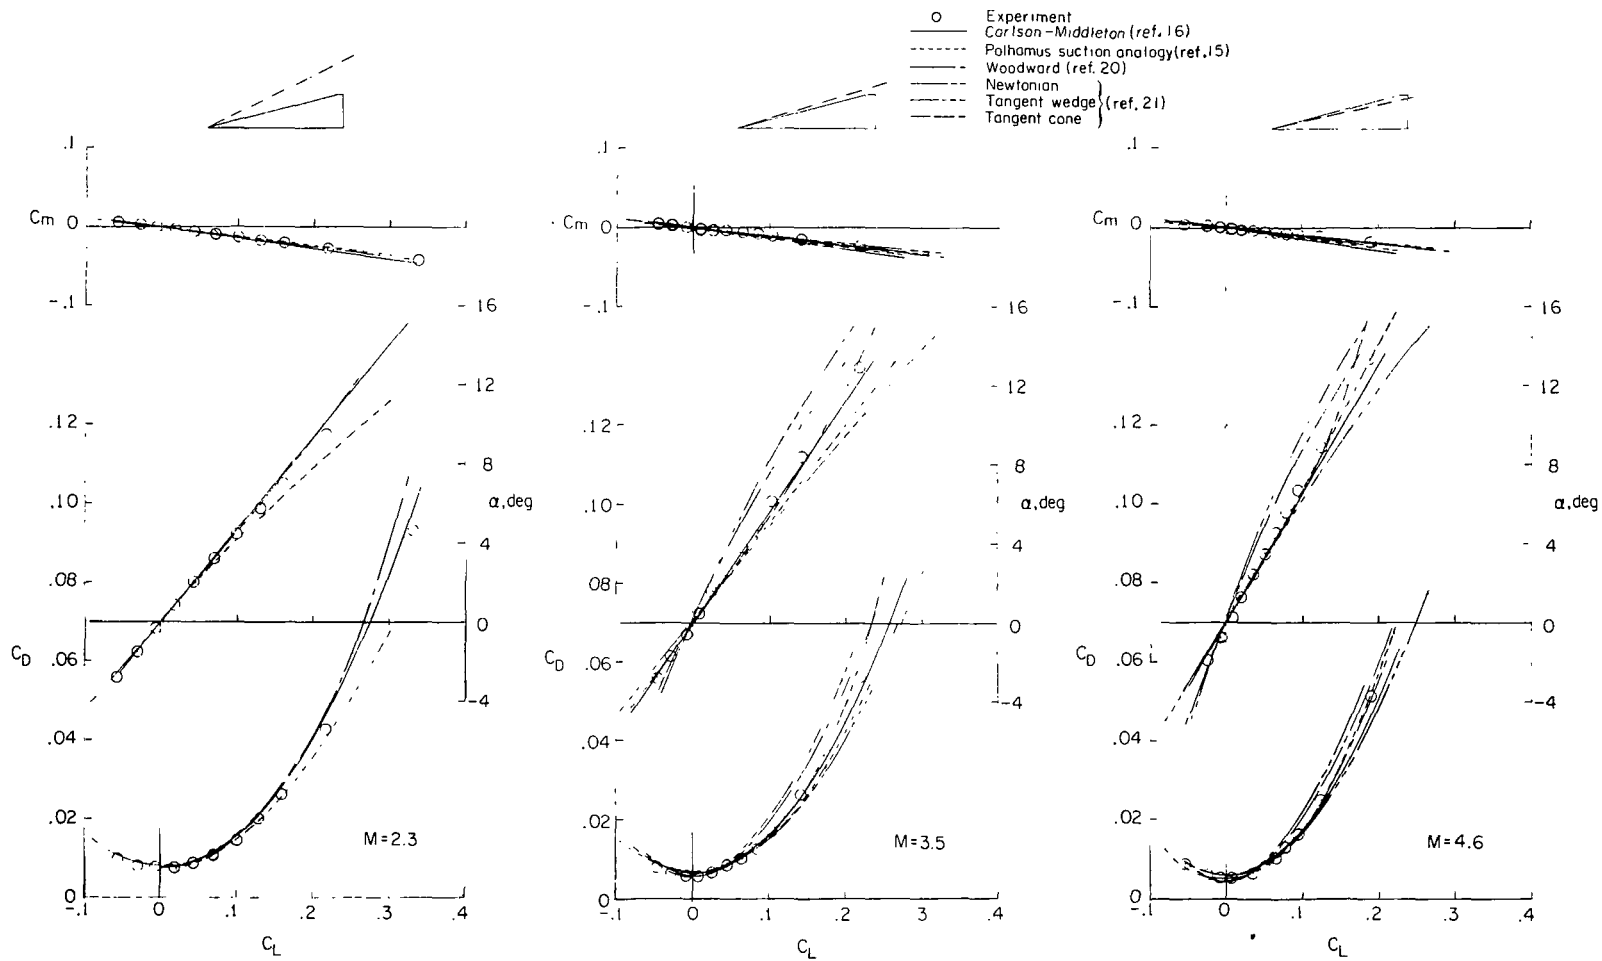 Experiment
Carlson-Middleton (ref. 16)
Polhamus suction analogy (ref. 15)
Woodward (ref. 20)
Newtonian
Tangent wedge (ref. 21)
Tangent cone
.1
Cm 0
-.1
16
12
8
α, deg
4
0
-4
.12
.10
.08
CD .06
.04
.02
0
M=2.3
-.1 0 .1 .2 .3 .4
CL
.1
Cm 0
-.1
16
12
8
α, deg
4
0
-4
.12
.10
.08
CD .06
.04
.02
0
M=3.5
-.1 0 .1 .2 .3 .4
CL
.1
Cm 0
-.1
16
12
8
α, deg
4
0
-4
.12
.10
.08
CD .06
.04
.02
0
M=4.6
-.1 0 .1 .2 .3 .4
CL